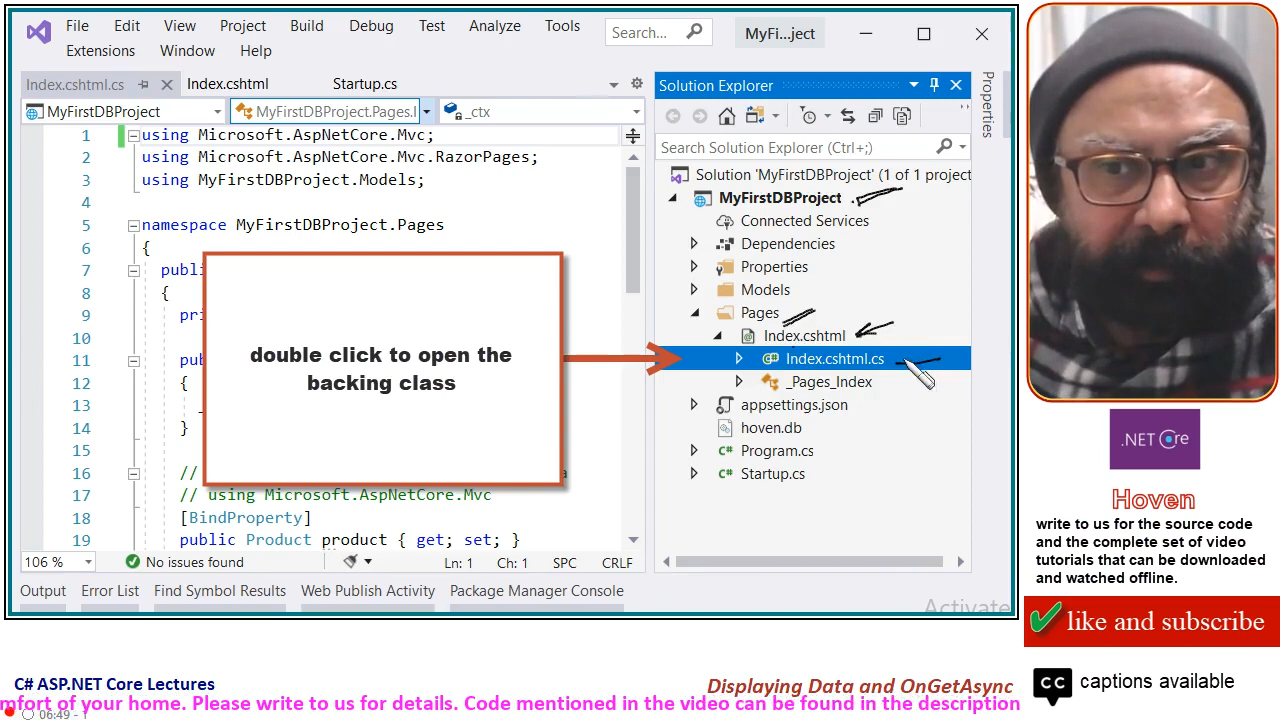 File Edit View Project Build Debug Test Analyze Tools Search... MyFi...ject
Extensions Window Help
Index.cshtml.cs Index.cshtml Startup.cs
MyFirstDBProject MyFirstDBProject.Pages.I _ctx
1 using Microsoft.AspNetCore.Mvc;
2 using Microsoft.AspNetCore.Mvc.RazorPages;
3 using MyFirstDBProject.Models;
4
5 namespace MyFirstDBProject.Pages
6 {
7 publ
8 {
9 pr
10
11 pu
12 {
13 _
14 }
15
16 // a
17 // using Microsoft.AspNetCore.Mvc
18 [BindProperty]
19 public Product product { get; set; }
double click to open the
backing class
106 % No issues found Ln: 1 Ch: 1 SPC CRLF
Output Error List Find Symbol Results Web Publish Activity Package Manager Console
Solution Explorer
Search Solution Explorer (Ctrl+;)
Solution 'MyFirstDBProject' (1 of 1 project
MyFirstDBProject
Connected Services
Dependencies
Properties
Models
Pages
Index.cshtml
Index.cshtml.cs
_Pages_Index
appsettings.json
hoven.db
Program.cs
Startup.cs
Properties
Activate
.NET Core
Hoven
write to us for the source code
and the complete set of video
tutorials that can be downloaded
and watched offline.
like and subscribe
CC captions available
C# ASP.NET Core Lectures
Displaying Data and OnGetAsync
mfort of your home. Please write to us for details. Code mentioned in the video can be found in the description
06:49 - 1